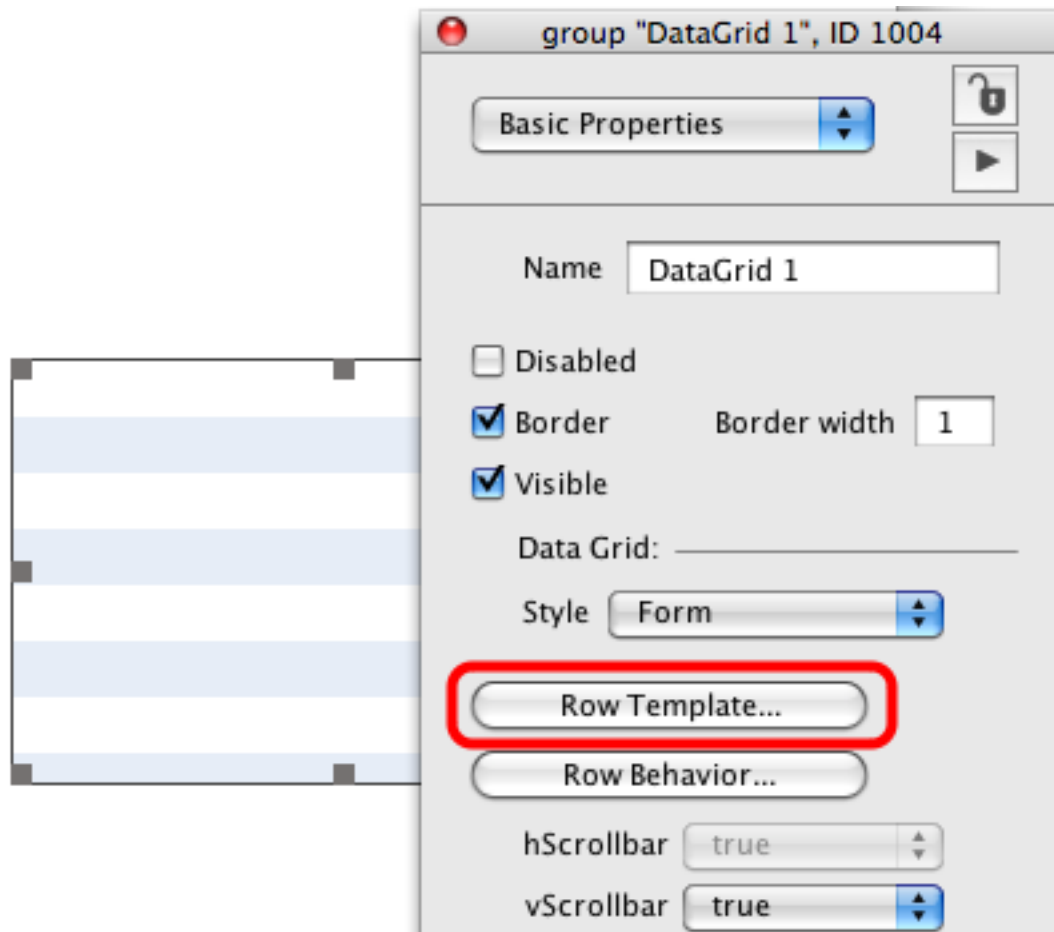 group "DataGrid 1", ID 1004
Basic Properties
Name DataGrid 1
Disabled
Border Border width 1
Visible
Data Grid:
Style Form
Row Template...
Row Behavior...
hScrollbar true
vScrollbar true